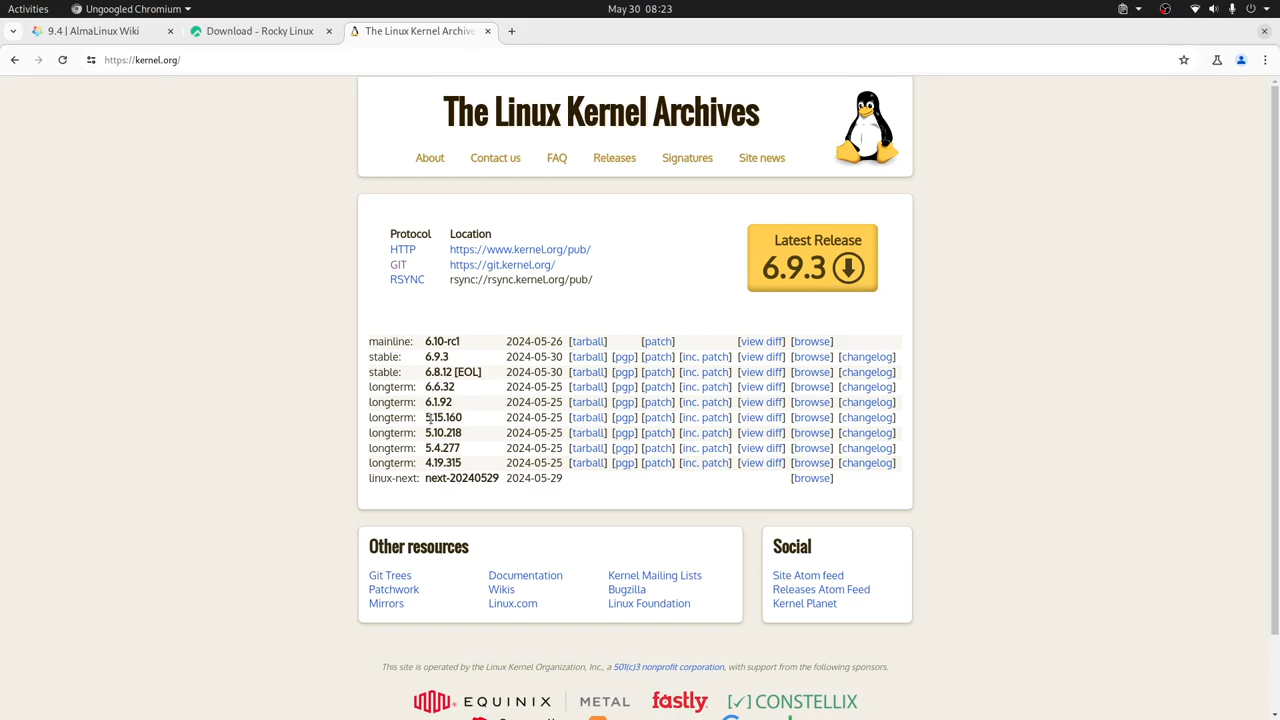 Activities Ungoogled Chromium May 30 08:23
9.4 | AlmaLinux Wiki Download - Rocky Linux The Linux Kernel Archive
https://kernel.org/
The Linux Kernel Archives
About Contact us FAQ Releases Signatures Site news
Protocol Location
HTTP https://www.kernel.org/pub/
GIT https://git.kernel.org/
RSYNC rsync://rsync.kernel.org/pub/
Latest Release
6.9.3
mainline: 6.10-rc1 2024-05-26 [tarball] [patch] [view diff] [browse]
stable: 6.9.3 2024-05-30 [tarball] [pgp] [patch] [inc. patch] [view diff] [browse] [changelog]
stable: 6.8.12 [EOL] 2024-05-30 [tarball] [pgp] [patch] [inc. patch] [view diff] [browse] [changelog]
longterm: 6.6.32 2024-05-25 [tarball] [pgp] [patch] [inc. patch] [view diff] [browse] [changelog]
longterm: 6.1.92 2024-05-25 [tarball] [pgp] [patch] [inc. patch] [view diff] [browse] [changelog]
longterm: 5.15.160 2024-05-25 [tarball] [pgp] [patch] [inc. patch] [view diff] [browse] [changelog]
longterm: 5.10.218 2024-05-25 [tarball] [pgp] [patch] [inc. patch] [view diff] [browse] [changelog]
longterm: 5.4.277 2024-05-25 [tarball] [pgp] [patch] [inc. patch] [view diff] [browse] [changelog]
longterm: 4.19.315 2024-05-25 [tarball] [pgp] [patch] [inc. patch] [view diff] [browse] [changelog]
linux-next: next-20240529 2024-05-29 [browse]
Other resources
Git Trees Documentation Kernel Mailing Lists
Patchwork Wikis Bugzilla
Mirrors Linux.com Linux Foundation
Social
Site Atom feed
Releases Atom Feed
Kernel Planet
This site is operated by the Linux Kernel Organization, Inc., a 501(c)3 nonprofit corporation, with support from the following sponsors.
EQUINIX METAL fastly CONSTELLIX